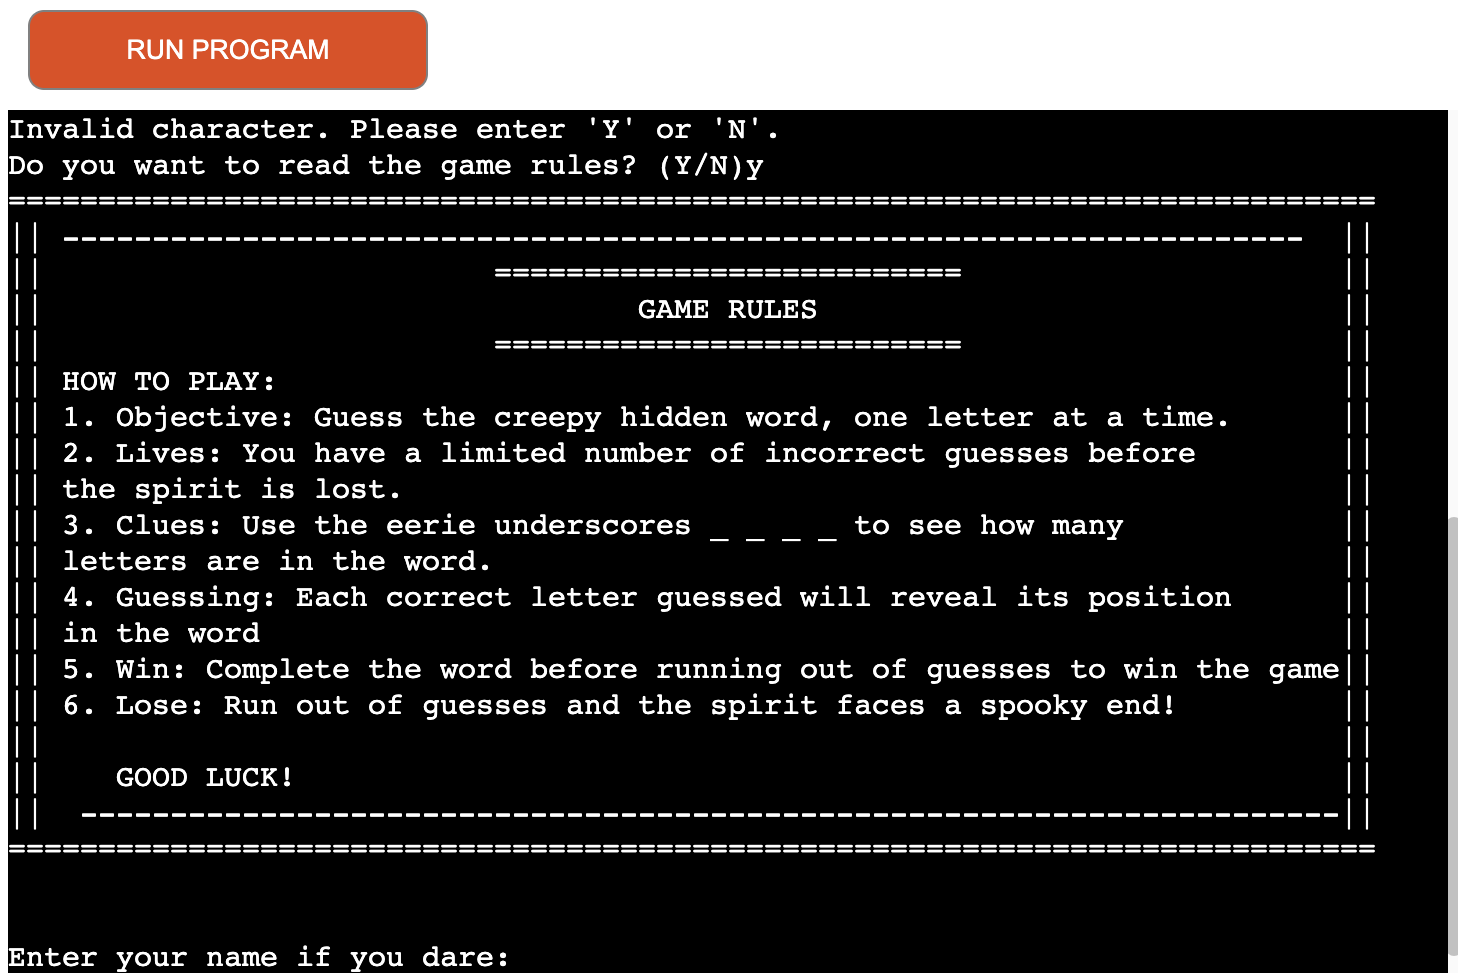 RUN PROGRAM
Invalid character. Please enter 'Y' or 'N'.
Do you want to read the game rules? (Y/N)y
============================================================================
|| ---------------------------------------------------------------------  ||
||                         ==========================                     ||
||                                 GAME RULES                             ||
||                         ==========================                     ||
|| HOW TO PLAY:                                                           ||
|| 1. Objective: Guess the creepy hidden word, one letter at a time.      ||
|| 2. Lives: You have a limited number of incorrect guesses before        ||
|| the spirit is lost.                                                    ||
|| 3. Clues: Use the eerie underscores _ _ _ _ to see how many            ||
|| letters are in the word.                                               ||
|| 4. Guessing: Each correct letter guessed will reveal its position      ||
|| in the word                                                            ||
|| 5. Win: Complete the word before running out of guesses to win the game||
|| 6. Lose: Run out of guesses and the spirit faces a spooky end!         ||
||                                                                        ||
||    GOOD LUCK!                                                          ||
||  ----------------------------------------------------------------------||
============================================================================
Enter your name if you dare: